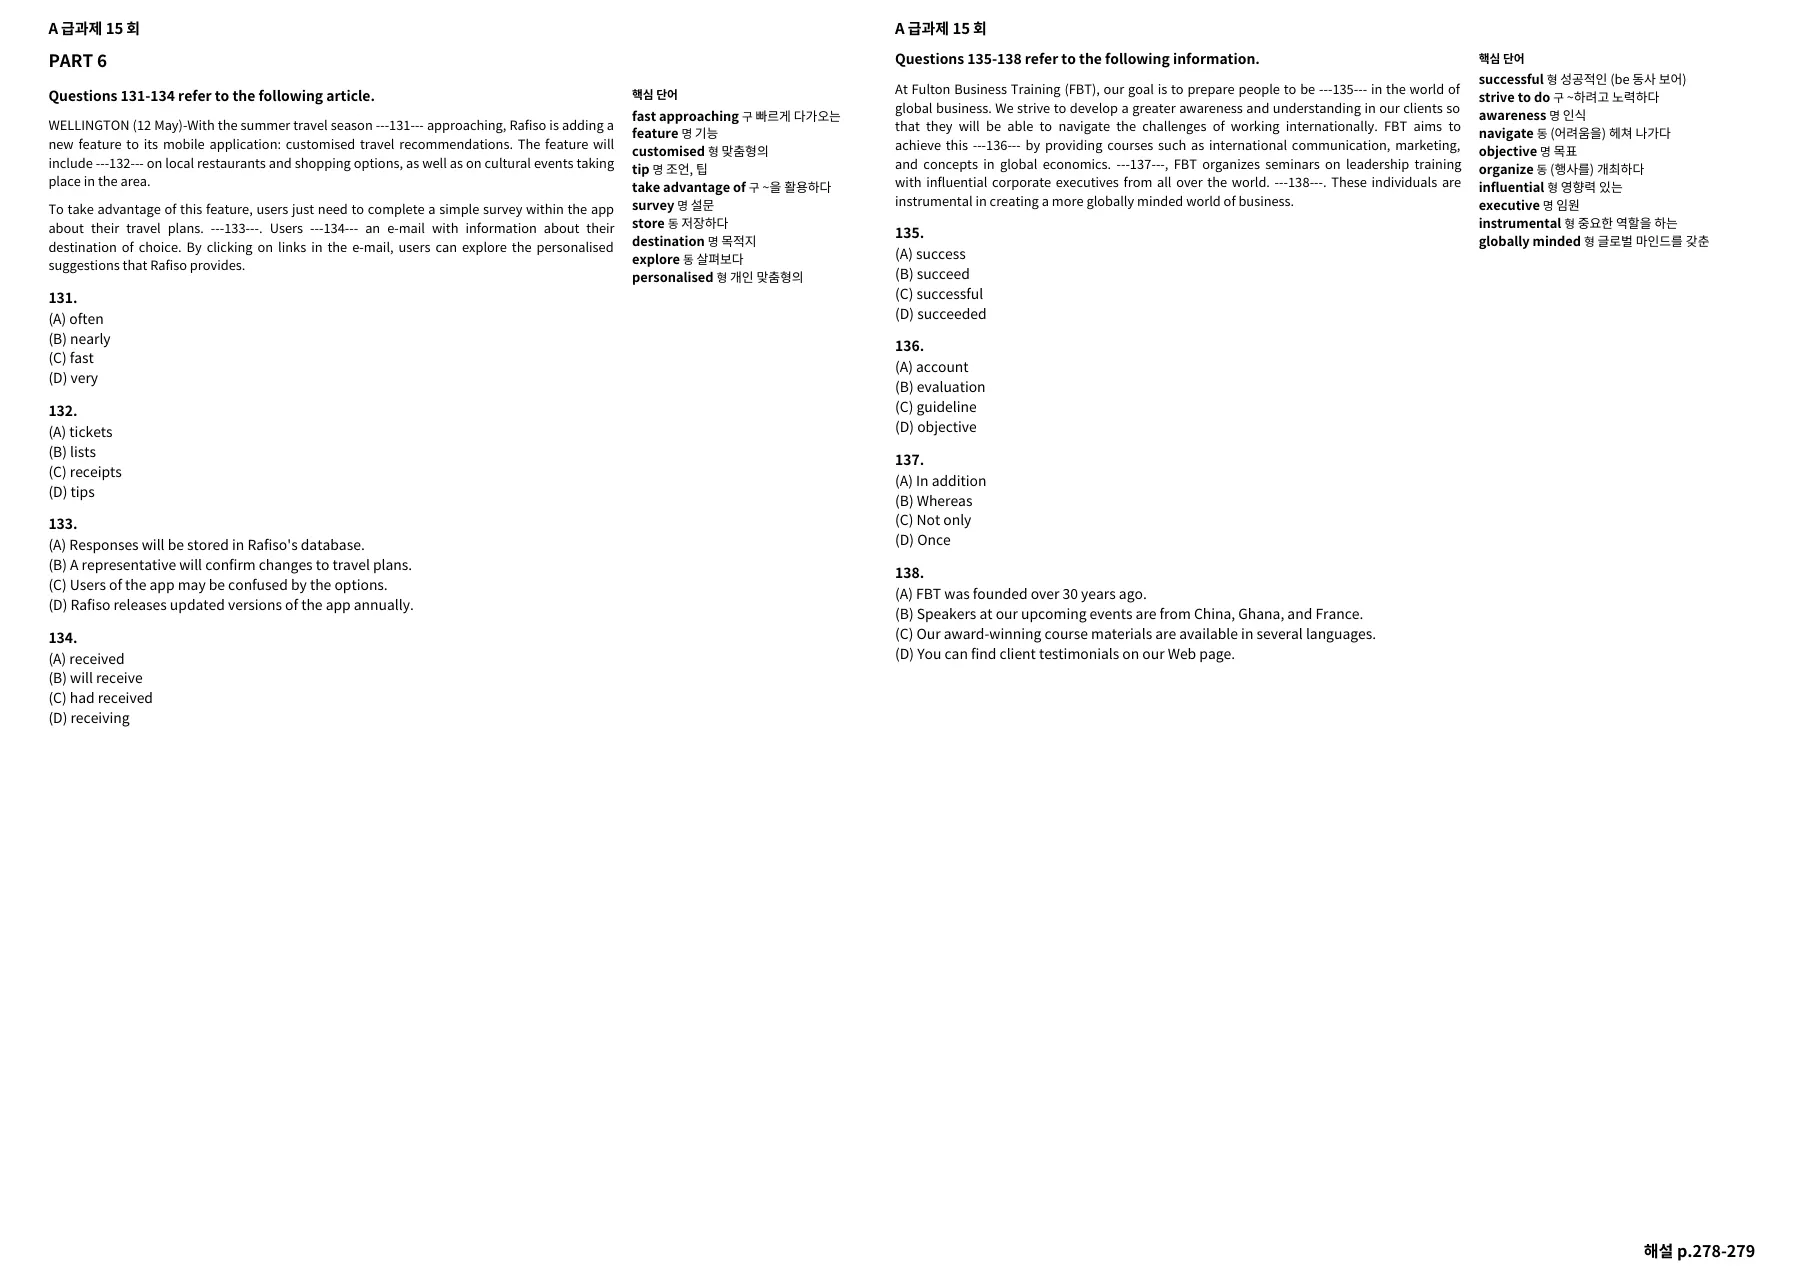 A 급과제 15 회
PART 6
Questions 131-134 refer to the following article.
WELLINGTON (12 May)-With the summer travel season ---131--- approaching, Rafiso is adding a
new feature to its mobile application: customised travel recommendations. The feature will
include ---132--- on local restaurants and shopping options, as well as on cultural events taking
place in the area.
To take advantage of this feature, users just need to complete a simple survey within the app
about their travel plans. ---133---. Users ---134--- an e-mail with information about their
destination of choice. By clicking on links in the e-mail, users can explore the personalised
suggestions that Rafiso provides.
핵심 단어
fast approaching 구 빠르게 다가오는
feature 명 기능
customised 형 맞춤형의
tip 명 조언, 팁
take advantage of 구 ~을 활용하다
survey 명 설문
store 동 저장하다
destination 명 목적지
explore 동 살펴보다
personalised 형 개인 맞춤형의
131.
(A) often
(B) nearly
(C) fast
(D) very
132.
(A) tickets
(B) lists
(C) receipts
(D) tips
133.
(A) Responses will be stored in Rafiso's database.
(B) A representative will confirm changes to travel plans.
(C) Users of the app may be confused by the options.
(D) Rafiso releases updated versions of the app annually.
134.
(A) received
(B) will receive
(C) had received
(D) receiving
A 급과제 15 회
Questions 135-138 refer to the following information.
At Fulton Business Training (FBT), our goal is to prepare people to be ---135--- in the world of
global business. We strive to develop a greater awareness and understanding in our clients so
that they will be able to navigate the challenges of working internationally. FBT aims to
achieve this ---136--- by providing courses such as international communication, marketing,
and concepts in global economics. ---137---, FBT organizes seminars on leadership training
with influential corporate executives from all over the world. ---138---. These individuals are
instrumental in creating a more globally minded world of business.
핵심 단어
successful 형 성공적인 (be 동사 보어)
strive to do 구 ~하려고 노력하다
awareness 명 인식
navigate 동 (어려움을) 헤쳐 나가다
objective 명 목표
organize 동 (행사를) 개최하다
influential 형 영향력 있는
executive 명 임원
instrumental 형 중요한 역할을 하는
globally minded 형 글로벌 마인드를 갖춘
135.
(A) success
(B) succeed
(C) successful
(D) succeeded
136.
(A) account
(B) evaluation
(C) guideline
(D) objective
137.
(A) In addition
(B) Whereas
(C) Not only
(D) Once
138.
(A) FBT was founded over 30 years ago.
(B) Speakers at our upcoming events are from China, Ghana, and France.
(C) Our award-winning course materials are available in several languages.
(D) You can find client testimonials on our Web page.
해설 p.278-279